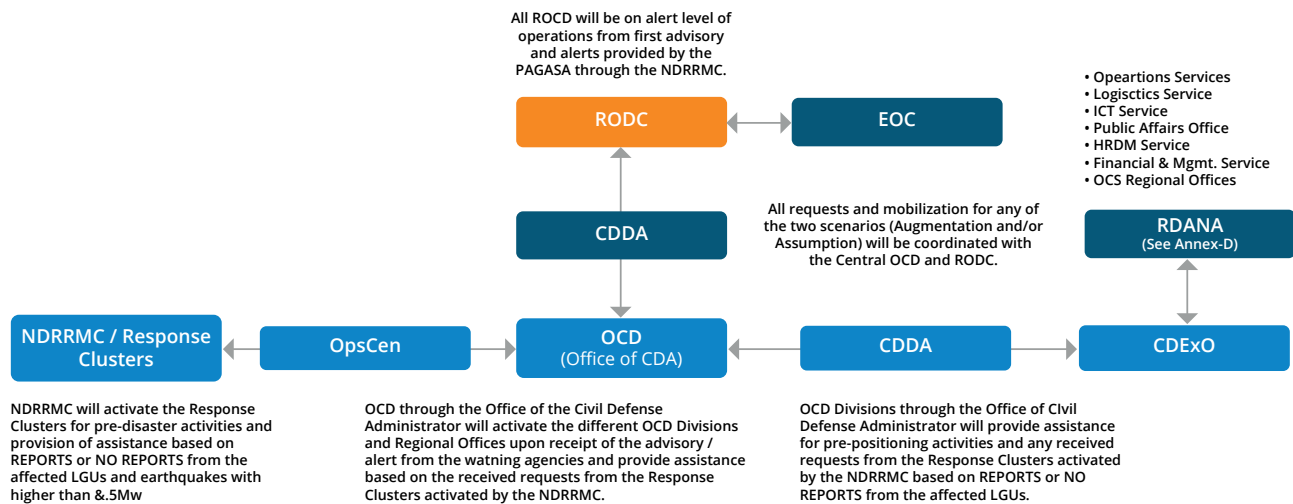 All ROCD will be on alert level of
operations from first advisory
and alerts provided by the
PAGASA through the NDRRMC.
• Opeartions Services
• Logisctics Service
• ICT Service
• Public Affairs Office
• HRDM Service
• Financial & Mgmt. Service
• OCS Regional Offices
RODC
EOC
CDDA
All requests and mobilization for any of
the two scenarios (Augmentation and/or
Assumption) will be coordinated with
the Central OCD and RODC.
RDANA
(See Annex-D)
NDRRMC / Response
Clusters
OpsCen
OCD
(Office of CDA)
CDDA
CDExO
NDRRMC will activate the Response
Clusters for pre-disaster activities and
provision of assistance based on
REPORTS or NO REPORTS from the
affected LGUs and earthquakes with
higher than &.5Mw
OCD through the Office of the Civil Defense
Administrator will activate the different OCD Divisions
and Regional Offices upon receipt of the advisory /
alert from the watning agencies and provide assistance
based on the received requests from the Response
Clusters activated by the NDRRMC.
OCD Divisions through the Office of CIvil
Defense Administrator will provide assistance
for pre-positioning activities and any received
requests from the Response Clusters activated
by the NDRRMC based on REPORTS or NO
REPORTS from the affected LGUs.